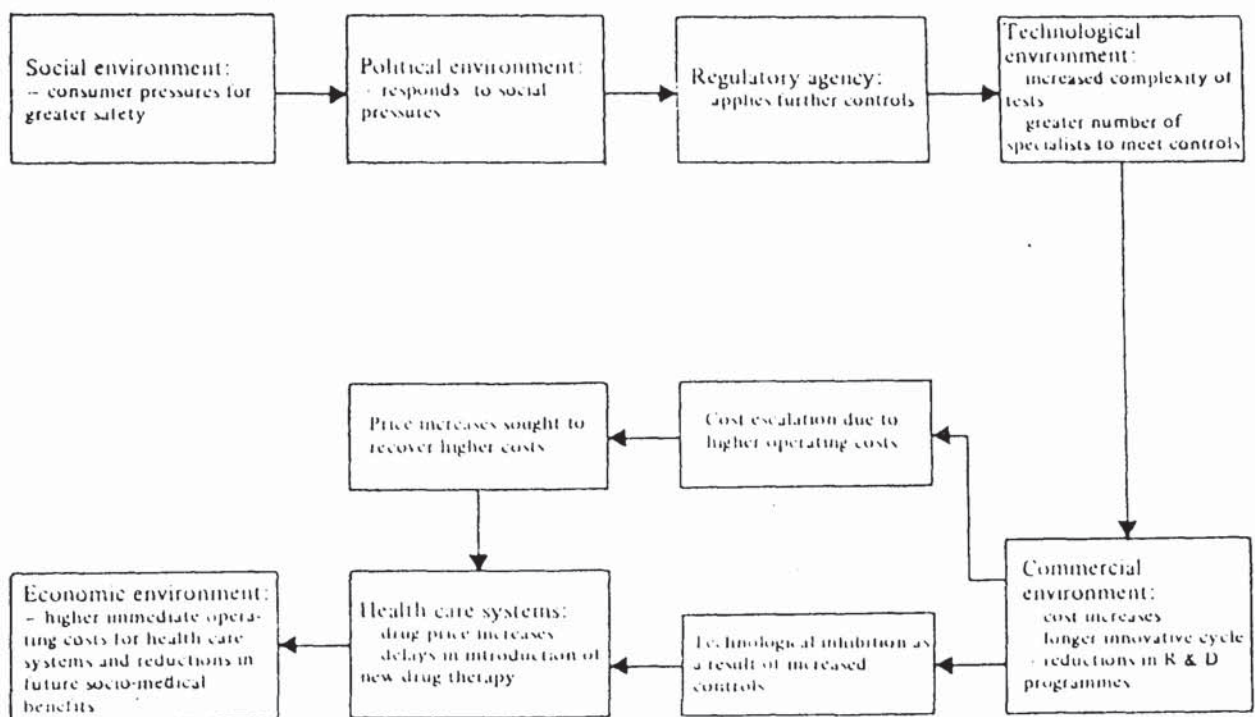 Social environment:
– consumer pressures for
greater safety
Political environment:
- responds to social
pressures
Regulatory agency:
applies further controls
Technological
environment:
increased complexity of
tests
greater number of
specialists to meet controls
Price increases sought to
recover higher costs
Cost escalation due to
higher operating costs
Economic environment:
– higher immediate opera-
ting costs for health care
systems and reductions in
future socio-medical
benefits
Health care systems:
drug price increases
delays in introduction of
new drug therapy
Technological inhibition as
a result of increased
controls
Commercial
environment:
cost increases
longer innovative cycle
- reductions in R & D
programmes